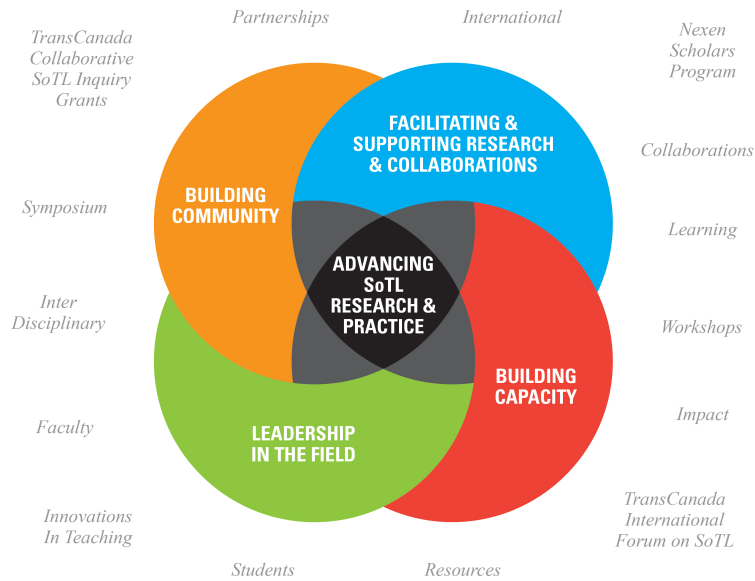 Partnerships
International
TransCanada
Collaborative
SoTL Inquiry
Grants
Nexen
Scholars
Program
FACILITATING &
SUPPORTING RESEARCH
& COLLABORATIONS
Collaborations
BUILDING
COMMUNITY
Symposium
Learning
ADVANCING
SoTL
RESEARCH &
PRACTICE
Inter
Disciplinary
Workshops
BUILDING
CAPACITY
Faculty
LEADERSHIP
IN THE FIELD
Impact
Innovations
In Teaching
TransCanada
International
Forum on SoTL
Students
Resources